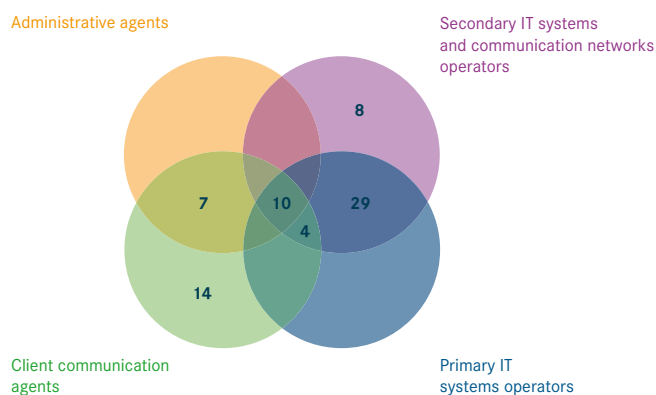 Administrative agents
Secondary IT systems
and communication networks
operators
8
7
10
29
4
14
Client communication
agents
Primary IT
systems operators